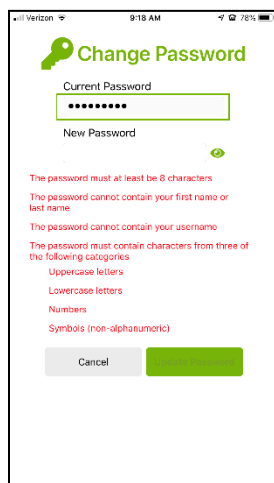 Verizon 9:18 AM 78%
Change Password
Current Password
•••••••••
New Password
The password must at least be 8 characters
The password cannot contain your first name or
last name
The password cannot contain your username
The password must contain characters from three of
the following categories
Uppercase letters
Lowercase letters
Numbers
Symbols (non-alphanumeric)
Cancel Update Password